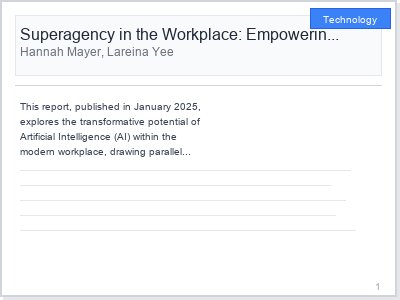 Technology
Superagency in the Workplace: Empowerin...
Hannah Mayer, Lareina Yee
This report, published in January 2025,
explores the transformative potential of
Artificial Intelligence (AI) within the
modern workplace, drawing parallel...
1